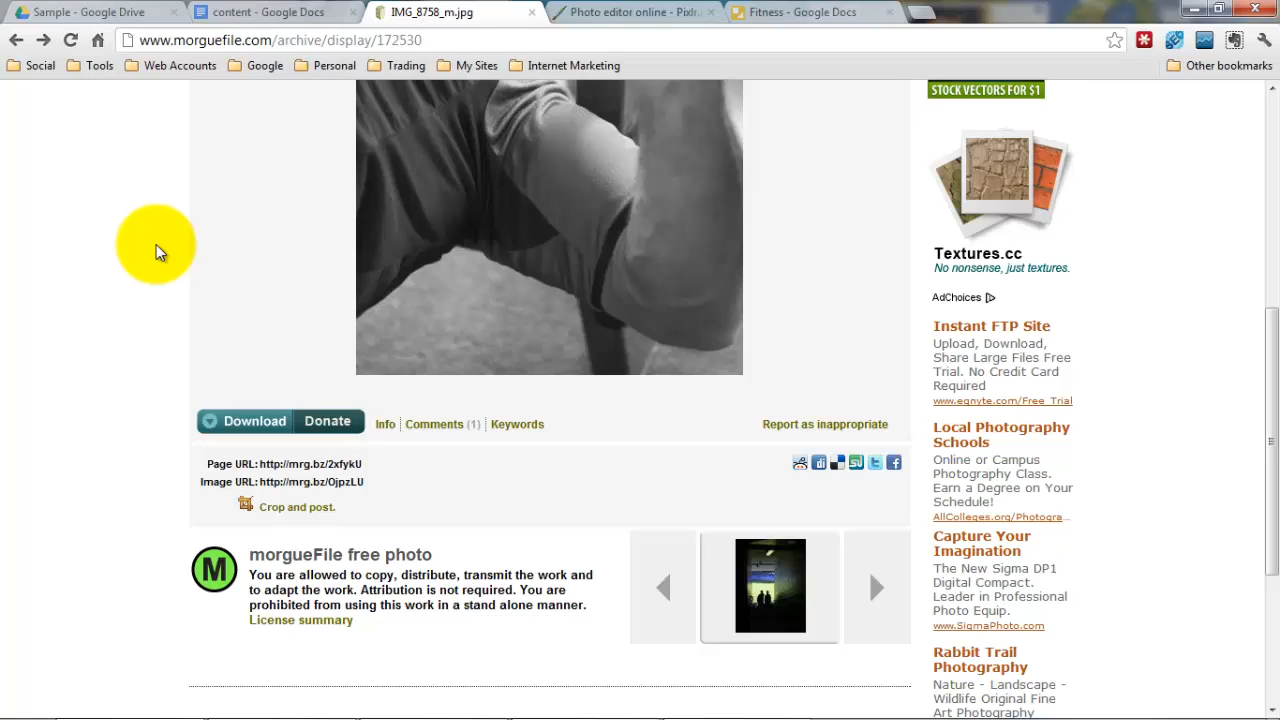 Sample - Google Drive
content - Google Docs
IMG_8758_m.jpg
Photo editor online - Pixlr
Fitness - Google Docs
www.morguefile.com/archive/display/172530
Social
Tools
Web Accounts
Google
Personal
Trading
My Sites
Internet Marketing
Other bookmarks
STOCK VECTORS FOR $1
Textures.cc
No nonsense, just textures.
AdChoices
Instant FTP Site
Upload, Download,
Share Large Files Free
Trial. No Credit Card
Required
www.egnyte.com/Free_Trial
Local Photography
Schools
Online or Campus
Photography Class.
Earn a Degree on Your
Schedule!
AllColleges.org/Photogra...
Capture Your
Imagination
The New Sigma DP1
Digital Compact.
Leader in Professional
Photo Equip.
www.SigmaPhoto.com
Rabbit Trail
Photography
Nature - Landscape -
Wildlife Original Fine
Art Photography
Download
Donate
Info
Comments (1)
Keywords
Report as inappropriate
Page URL: http://mrg.bz/2xfykU
Image URL: http://mrg.bz/OjpzLU
Crop and post.
M
morgueFile free photo
You are allowed to copy, distribute, transmit the work and
to adapt the work. Attribution is not required. You are
prohibited from using this work in a stand alone manner.
License summary